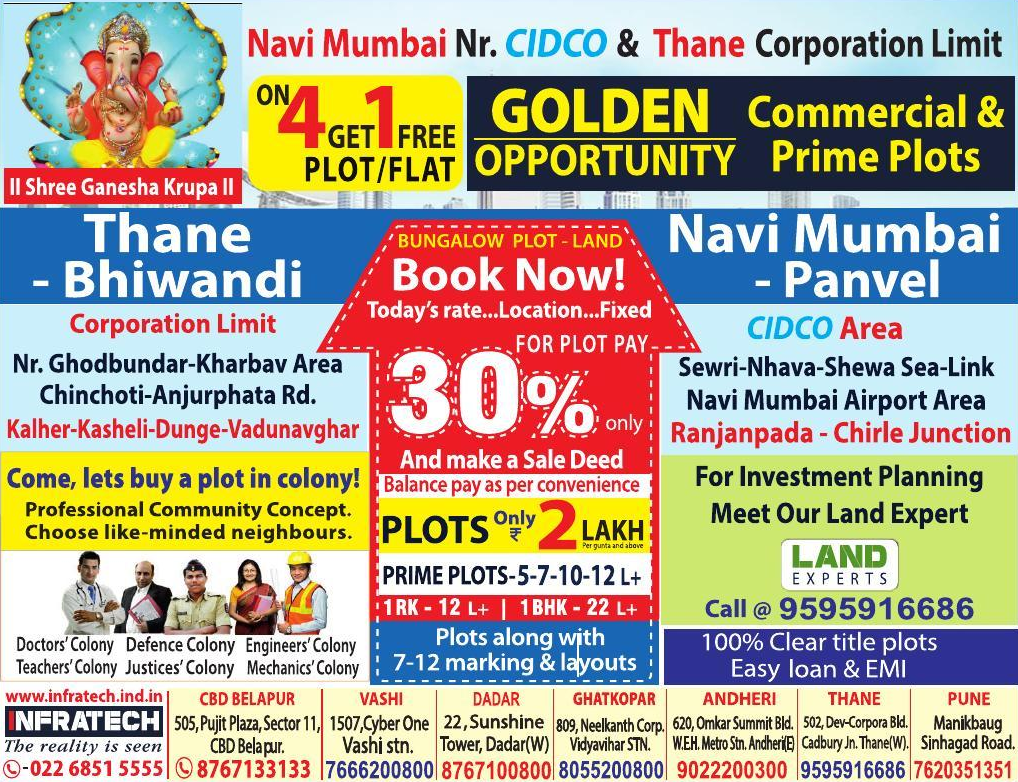 Navi Mumbai Nr. CIDCO & Thane Corporation Limit
ON 4 GET 1 FREE
PLOT/FLAT
GOLDEN
OPPORTUNITY
Commercial &
Prime Plots
II Shree Ganesha Krupa II
Thane
- Bhiwandi
Corporation Limit
Nr. Ghodbundar-Kharbav Area
Chinchoti-Anjurphata Rd.
Kalher-Kasheli-Dunge-Vadunavghar
Come, lets buy a plot in colony!
Professional Community Concept.
Choose like-minded neighbours.
Doctors' Colony Defence Colony Engineers' Colony
Teachers' Colony Justices' Colony Mechanics' Colony
BUNGALOW PLOT - LAND
Book Now!
Today's rate...Location...Fixed
FOR PLOT PAY
30% only
And make a Sale Deed
Balance pay as per convenience
PLOTS Only ₹ 2 LAKH
Per gunta and above
PRIME PLOTS-5-7-10-12 L+
1RK - 12 L+ | 1BHK - 22 L+
Plots along with
7-12 marking & layouts
Navi Mumbai
- Panvel
CIDCO Area
Sewri-Nhava-Shewa Sea-Link
Navi Mumbai Airport Area
Ranjanpada - Chirle Junction
For Investment Planning
Meet Our Land Expert
LAND
EXPERTS
Call @ 9595916686
100% Clear title plots
Easy loan & EMI
www.infratech.ind.in
INFRATECH
The reality is seen
-022 6851 5555
CBD BELAPUR
505,Pujit Plaza,Sector 11,
CBD Belapur.
8767133133
VASHI
1507,Cyber One
Vashi stn.
7666200800
DADAR
22,Sunshine
Tower, Dadar(W)
8767100800
GHATKOPAR
809, Neelkanth Corp.
Vidyavihar STN.
8055200800
ANDHERI
620, Omkar Summit Bld.
W.E.H. Metro Stn. Andheri(E)
9022200300
THANE
502, Dev-Corpora Bld.
Cadbury Jn. Thane(W).
9595916686
PUNE
Manikbaug
Sinhagad Road.
7620351351